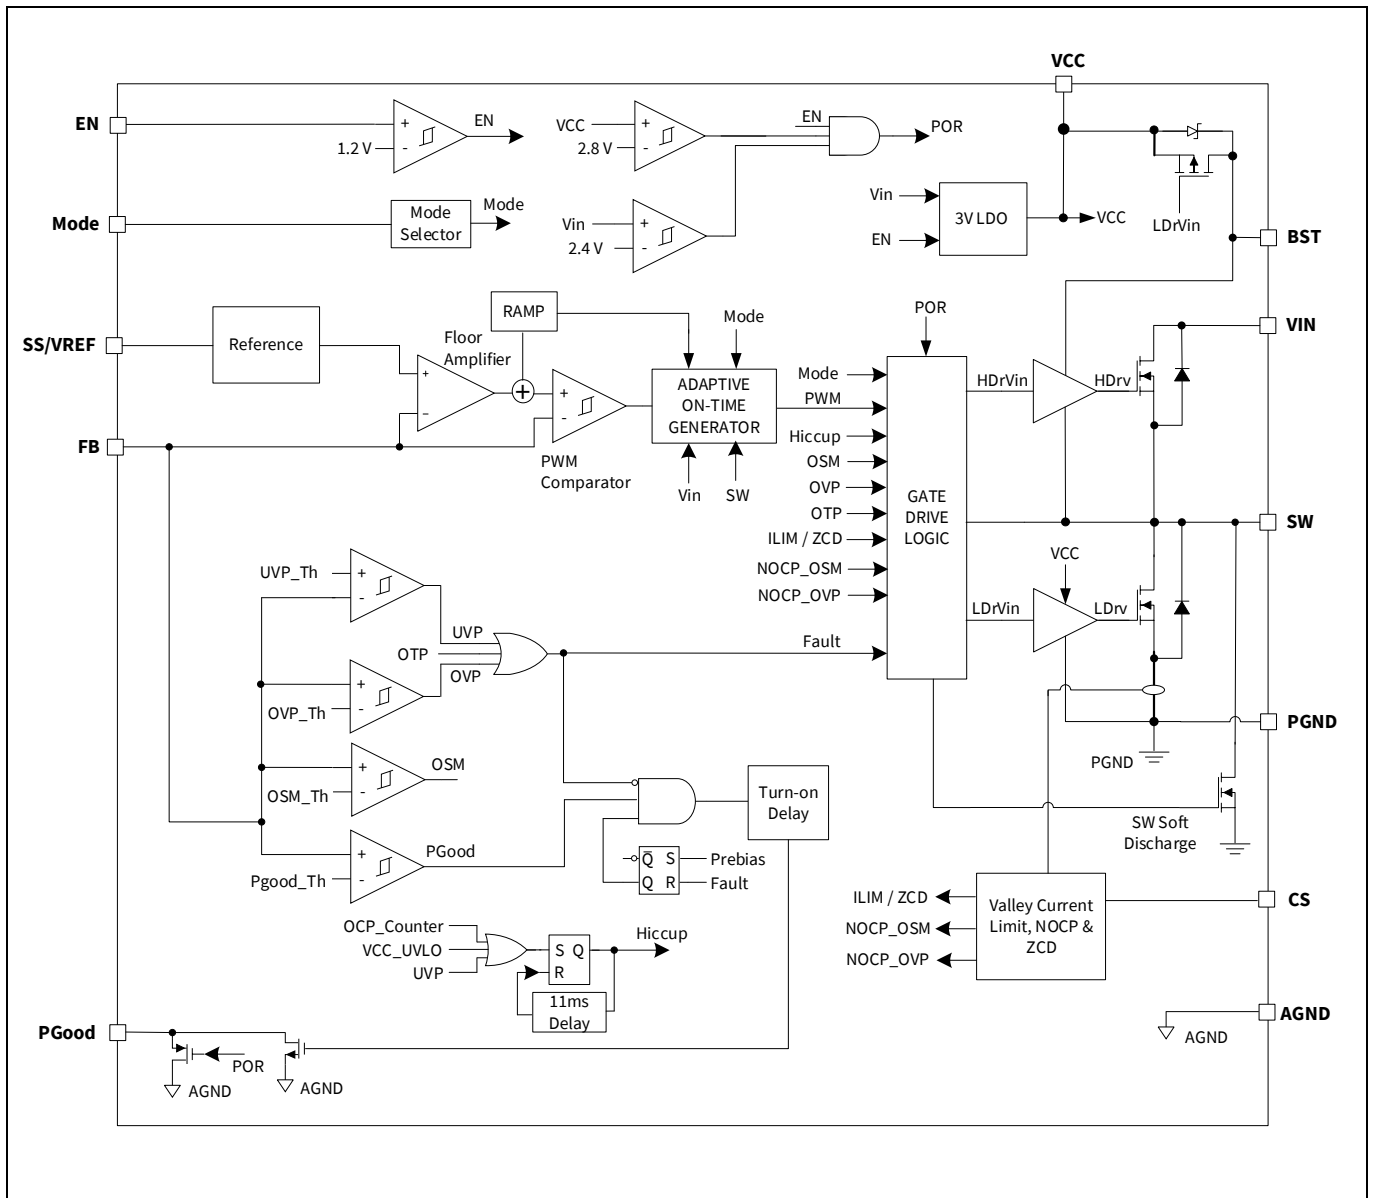 VCC
EN
+
-
1.2 V
EN
VCC
2.8 V
+
-
EN
POR
Mode
Mode
Selector
Mode
Vin
2.4 V
+
-
Vin
EN
3V LDO
VCC
LDrVin
BST
SS/VREF
Reference
Floor
Amplifier
RAMP
+
-
+
+
-
PWM
Comparator
Mode
ADAPTIVE
ON-TIME
GENERATOR
Vin
SW
FB
POR
Mode
PWM
Hiccup
OSM
OVP
OTP
ILIM / ZCD
NOCP_OSM
NOCP_OVP
Fault
GATE
DRIVE
LOGIC
HDrVin
HDrv
VIN
SW
VCC
LDrVin
LDrv
PGND
PGND
SW Soft
Discharge
UVP_Th
+
-
UVP
OTP
OVP
+
-
OVP_Th
+
-
OSM_Th
OSM
+
-
Pgood_Th
PGood
Turn-on
Delay
Q̅ S
Q R
Prebias
Fault
OCP_Counter
VCC_UVLO
UVP
S Q
R
11ms
Delay
Hiccup
ILIM / ZCD
NOCP_OSM
NOCP_OVP
Valley Current
Limit, NOCP &
ZCD
CS
AGND
AGND
PGood
POR
AGND
AGND